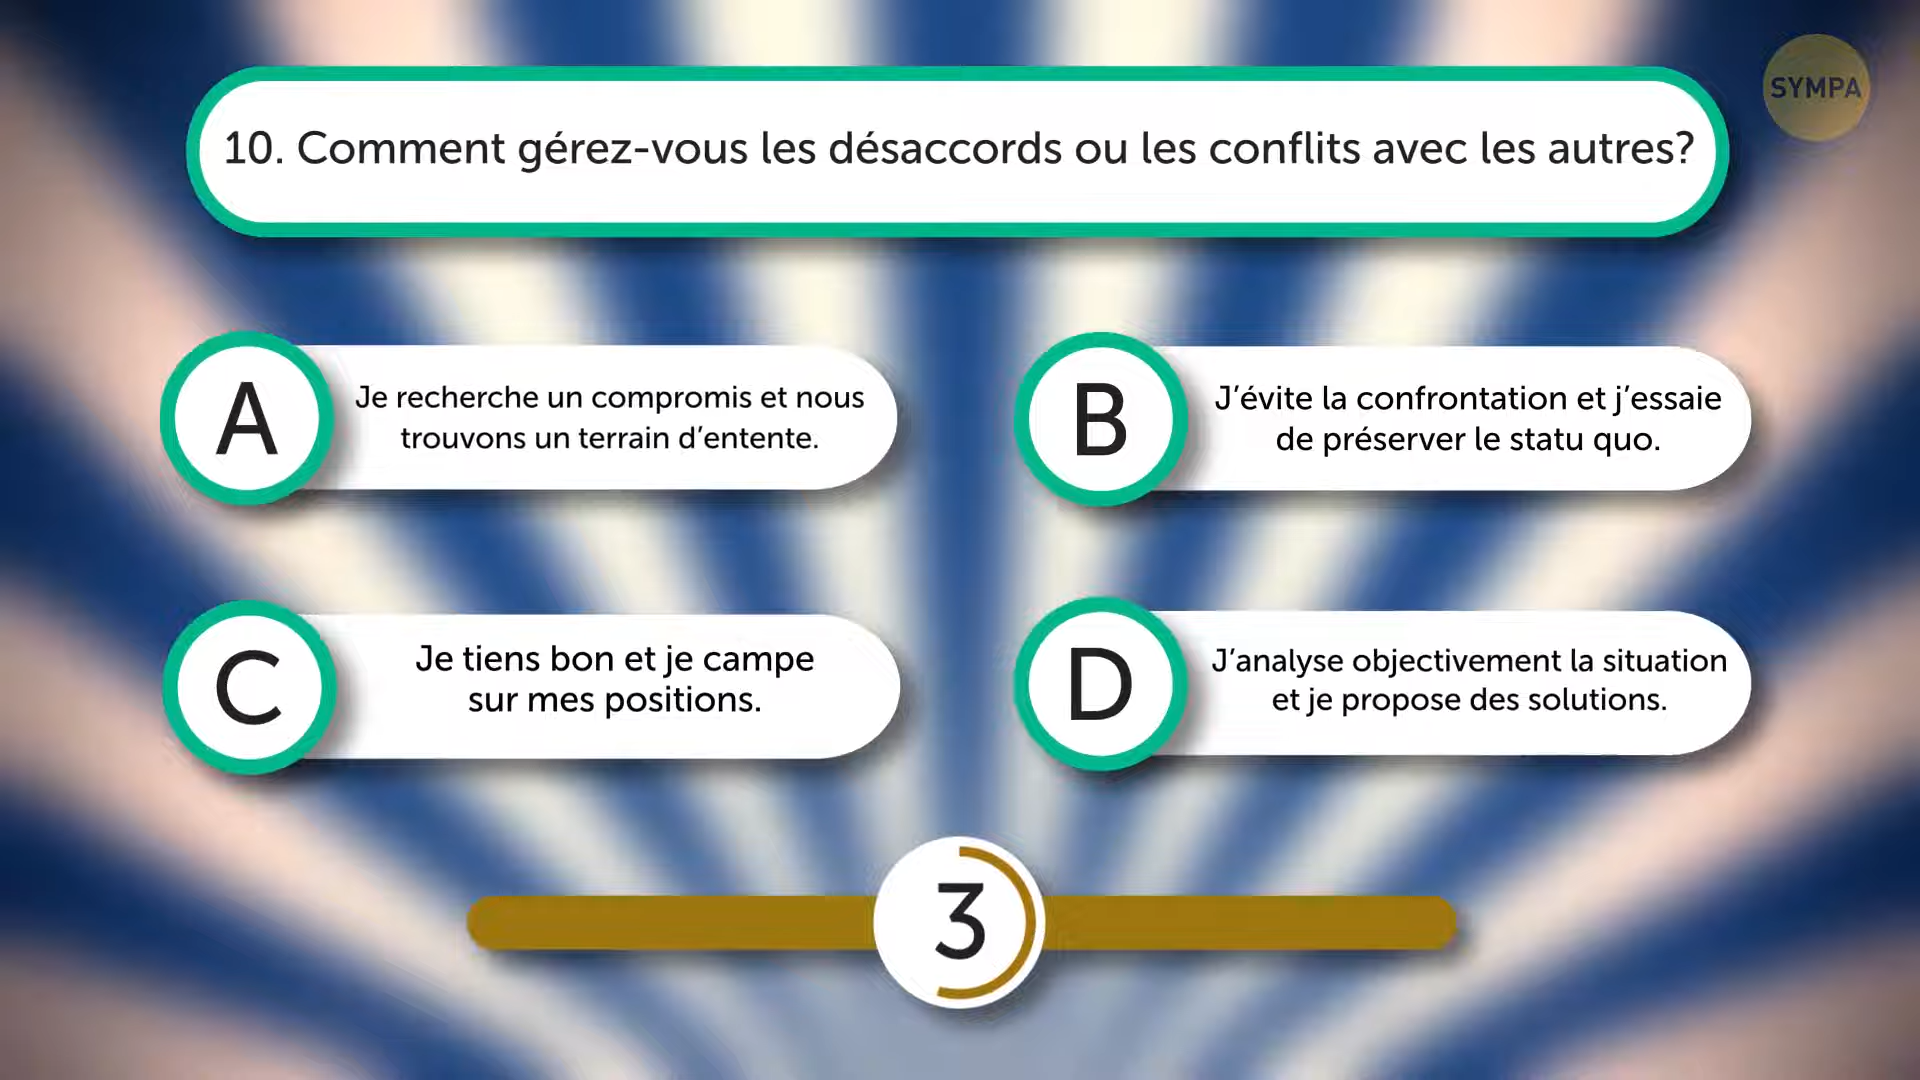 SYMPA
10. Comment gérez-vous les désaccords ou les conflits avec les autres?
A
Je recherche un compromis et nous
trouvons un terrain d’entente.
B
J’évite la confrontation et j’essaie
de préserver le statu quo.
C
Je tiens bon et je campe
sur mes positions.
D
J’analyse objectivement la situation
et je propose des solutions.
3